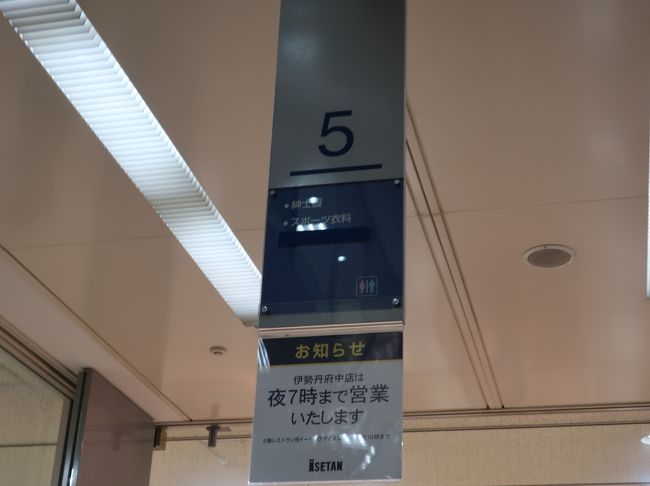 5
● 紳士服
● スポーツ衣料
お知らせ
伊勢丹府中店は
夜7時まで営業
いたします
ISETAN